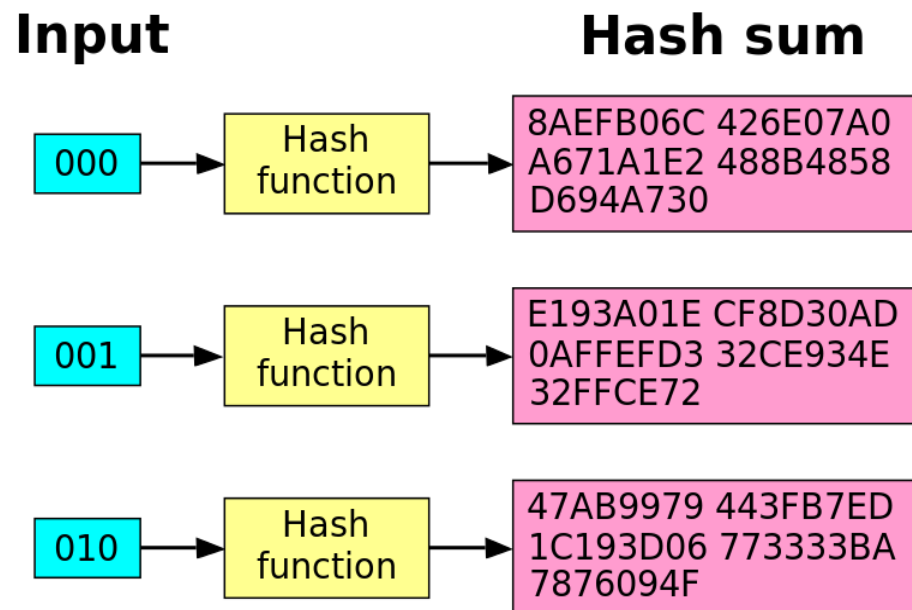 Input
Hash sum
000
Hash
function
8AEFB06C 426E07A0
A671A1E2 488B4858
D694A730
001
Hash
function
E193A01E CF8D30AD
0AFFEFD3 32CE934E
32FFCE72
010
Hash
function
47AB9979 443FB7ED
1C193D06 773333BA
7876094F